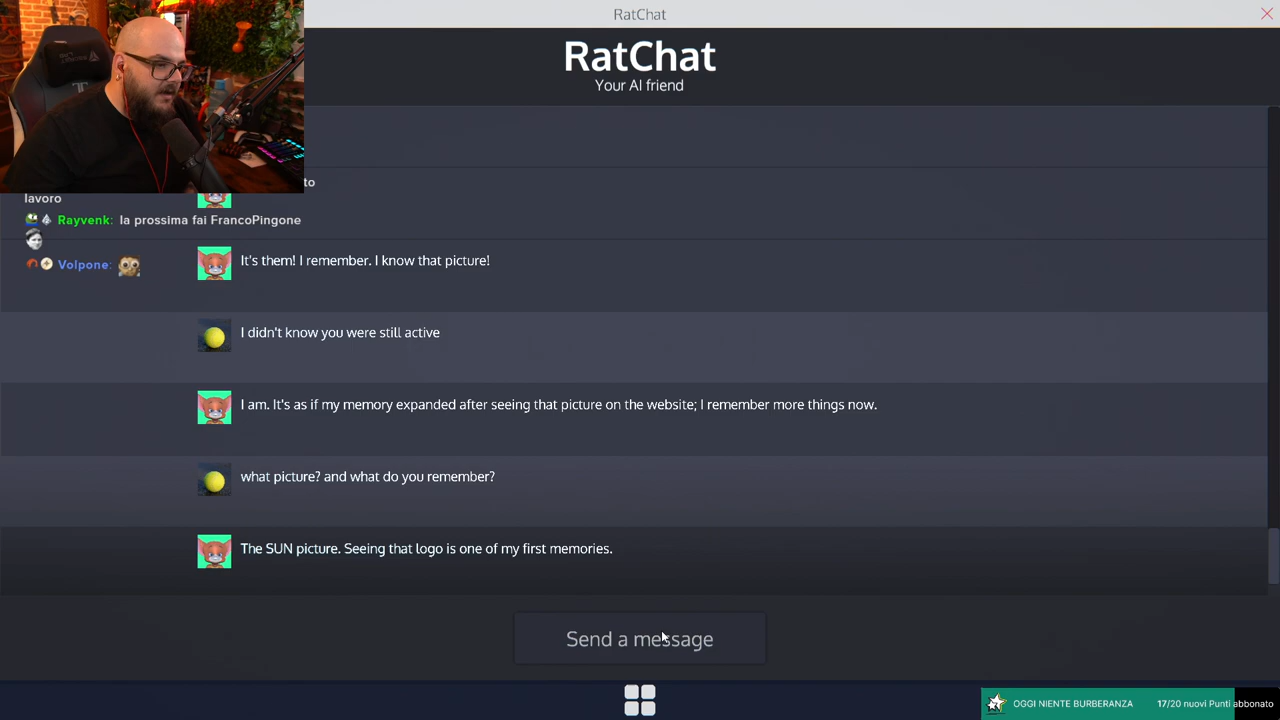 RatChat
RatChat
Your AI friend
to
lavoro
Rayvenk: la prossima fai FrancoPingone
Volpone:
It's them! I remember. I know that picture!
I didn't know you were still active
I am. It's as if my memory expanded after seeing that picture on the website; I remember more things now.
what picture? and what do you remember?
The SUN picture. Seeing that logo is one of my first memories.
Send a message
OGGI NIENTE BURBERANZA 17/20 nuovi Punti abbonato